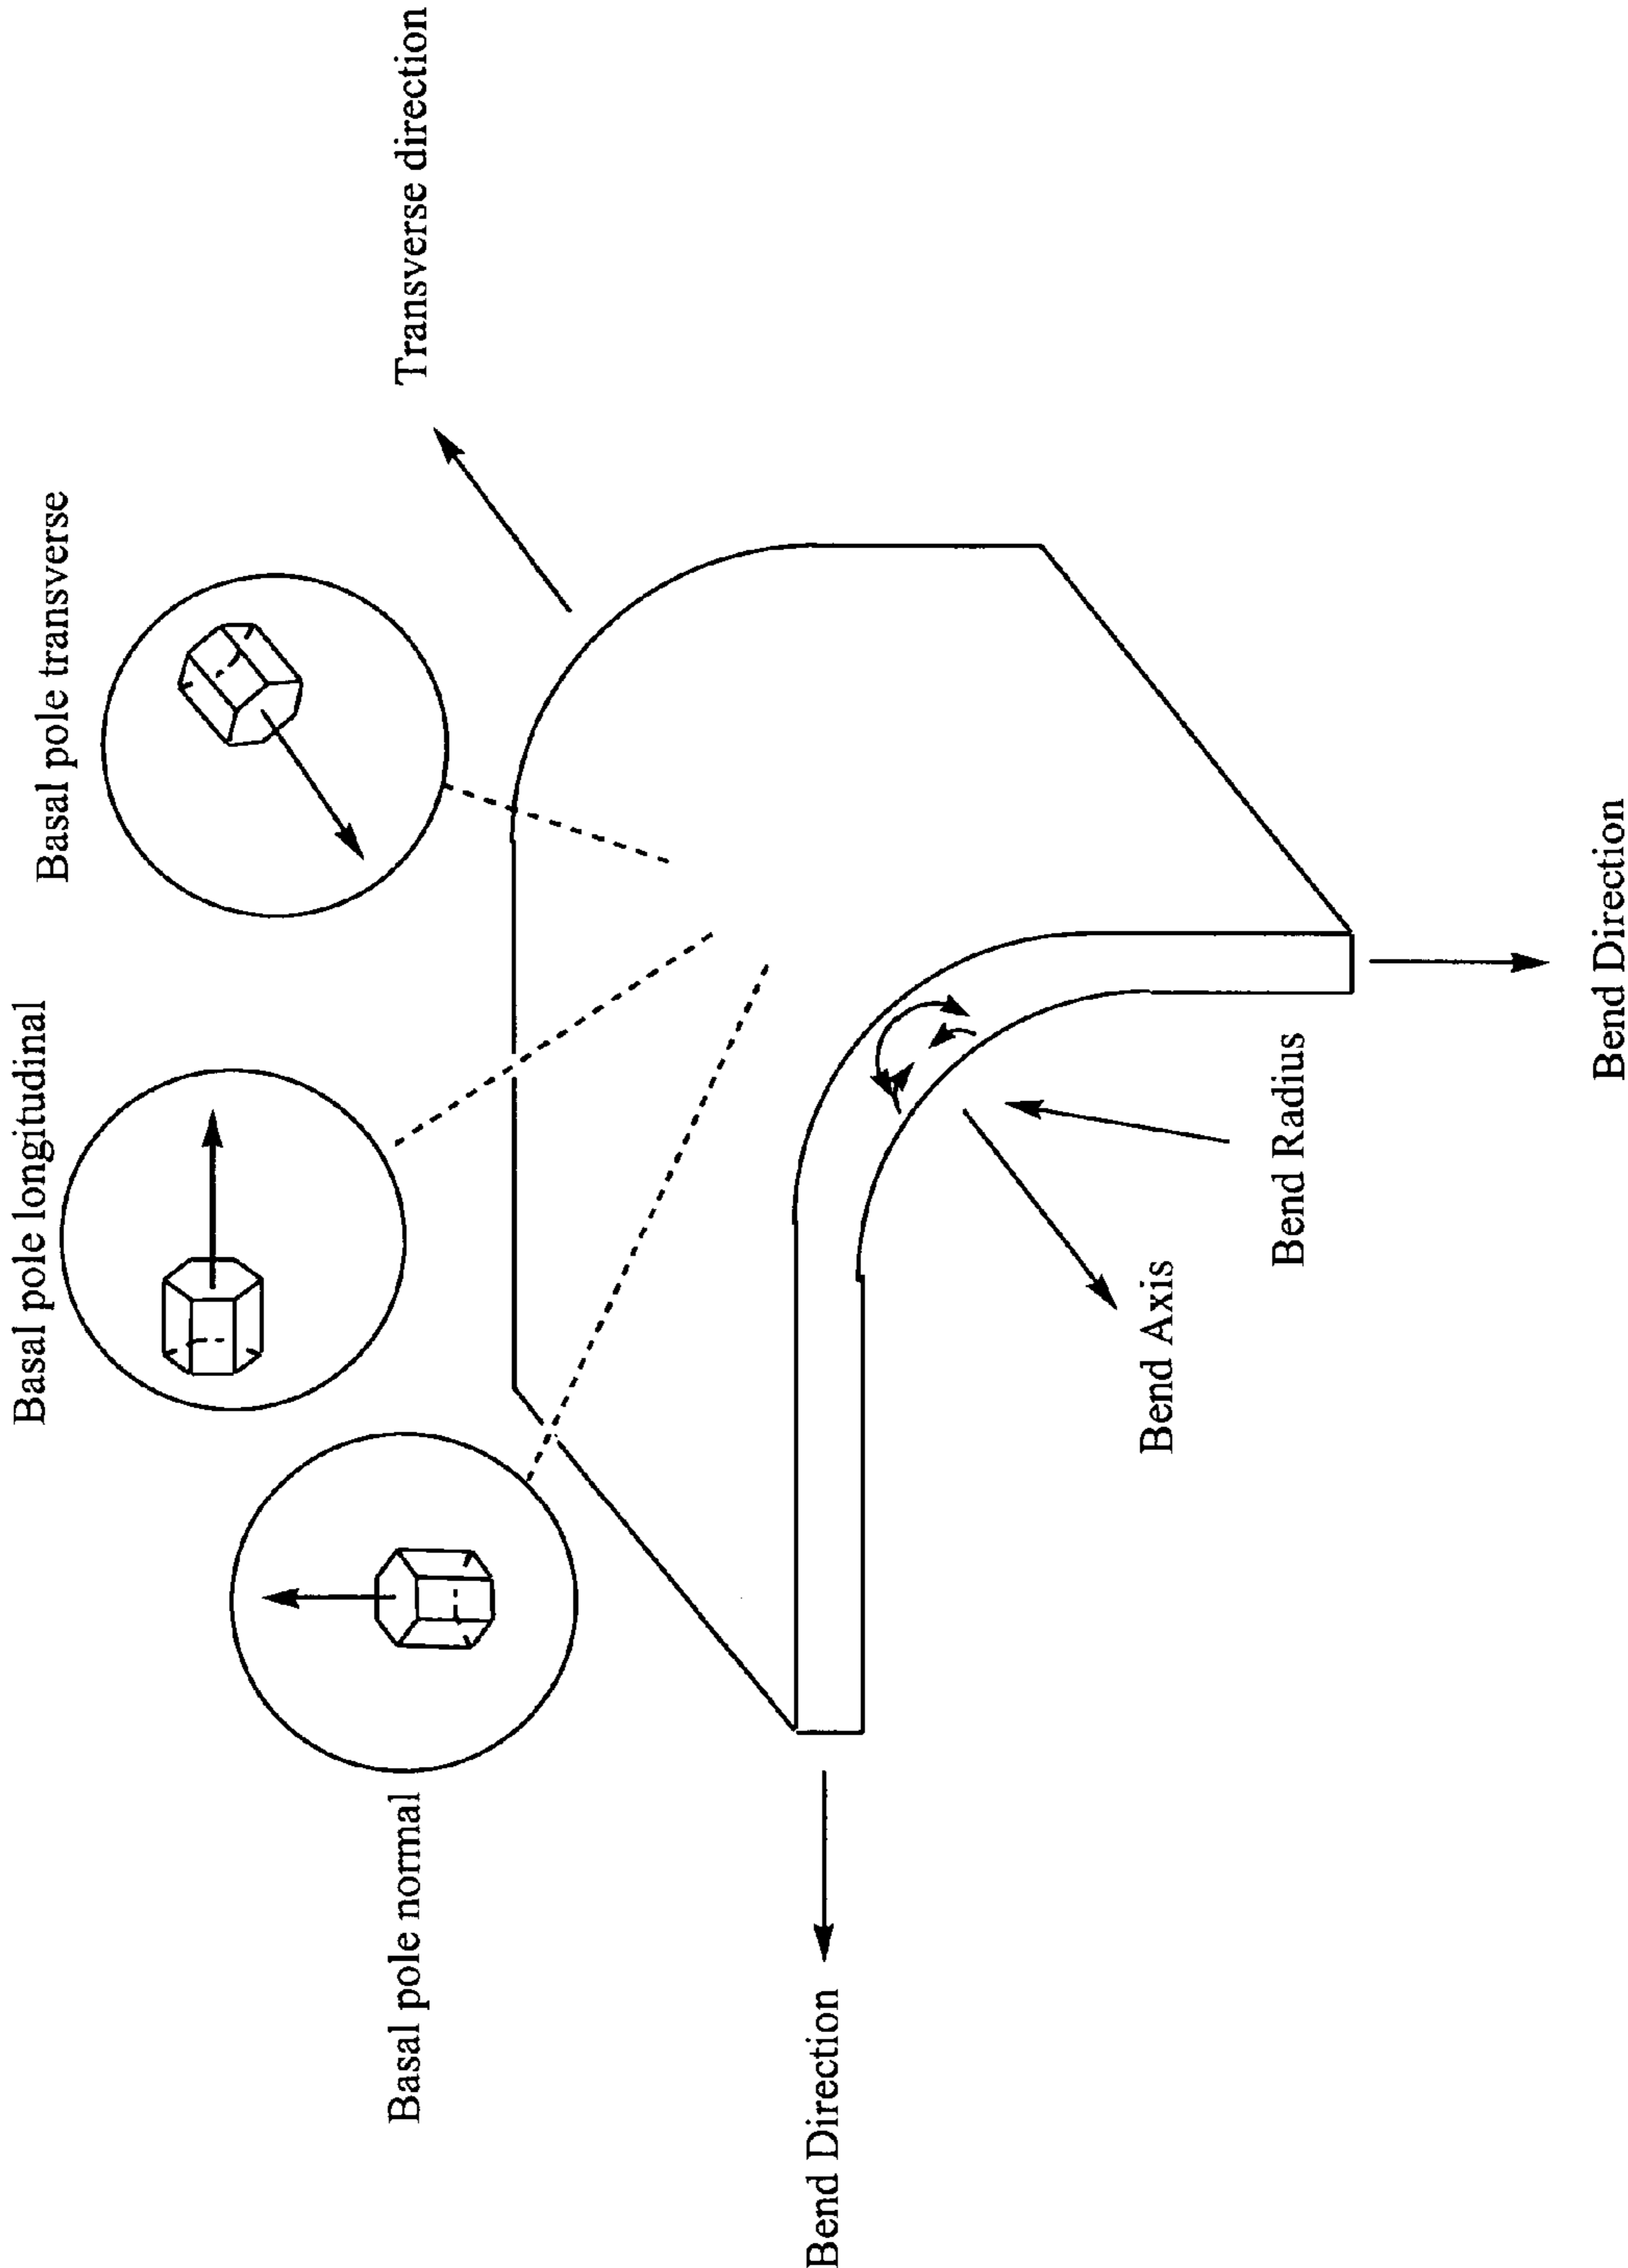 Basal pole normal
Basal pole longitudinal
Basal pole transverse
Transverse direction
Bend Direction
Bend Axis
Bend Radius
Bend Direction